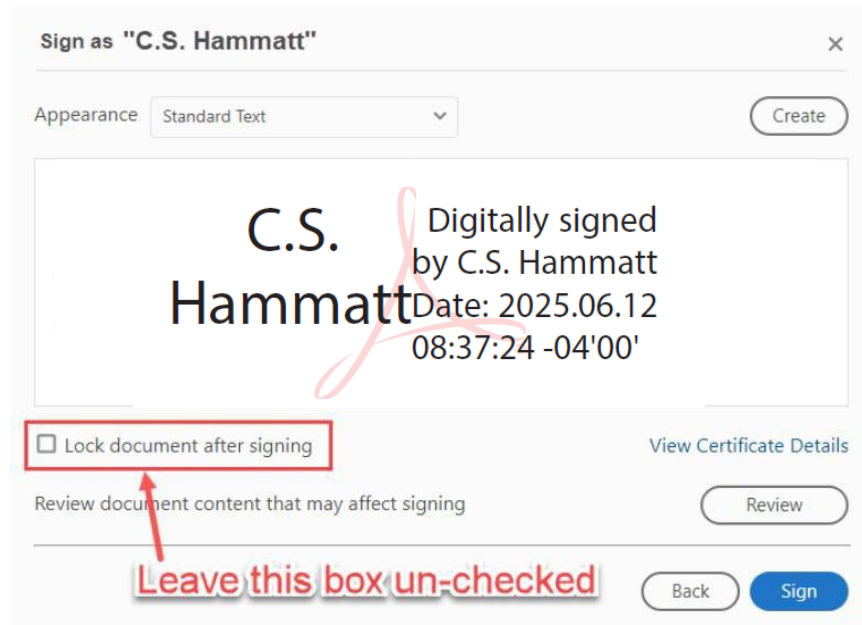 Sign as "C.S. Hammatt"
Appearance Standard Text Create
C.S.
Hammatt
Digitally signed
by C.S. Hammatt
Date: 2025.06.12
08:37:24 -04'00'
Lock document after signing View Certificate Details
Review document content that may affect signing Review
Leave this box un-checked
Back Sign